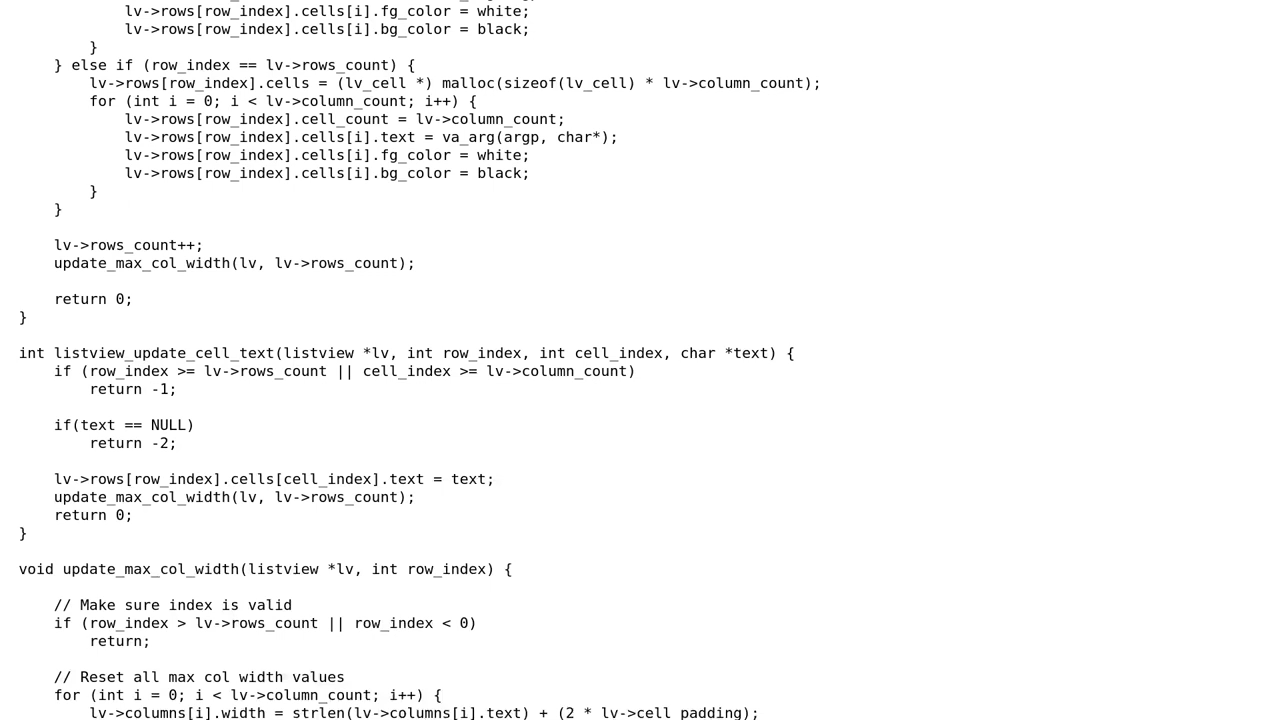 lv->rows[row_index].cells[i].fg_color = white;
            lv->rows[row_index].cells[i].bg_color = black;
        }
    } else if (row_index == lv->rows_count) {
        lv->rows[row_index].cells = (lv_cell *) malloc(sizeof(lv_cell) * lv->column_count);
        for (int i = 0; i < lv->column_count; i++) {
            lv->rows[row_index].cell_count = lv->column_count;
            lv->rows[row_index].cells[i].text = va_arg(argp, char*);
            lv->rows[row_index].cells[i].fg_color = white;
            lv->rows[row_index].cells[i].bg_color = black;
        }
    }

    lv->rows_count++;
    update_max_col_width(lv, lv->rows_count);

    return 0;
}

int listview_update_cell_text(listview *lv, int row_index, int cell_index, char *text) {
    if (row_index >= lv->rows_count || cell_index >= lv->column_count)
        return -1;

    if(text == NULL)
        return -2;

    lv->rows[row_index].cells[cell_index].text = text;
    update_max_col_width(lv, lv->rows_count);
    return 0;
}

void update_max_col_width(listview *lv, int row_index) {

    // Make sure index is valid
    if (row_index > lv->rows_count || row_index < 0)
        return;

    // Reset all max col width values
    for (int i = 0; i < lv->column_count; i++) {
        lv->columns[i].width = strlen(lv->columns[i].text) + (2 * lv->cell_padding);